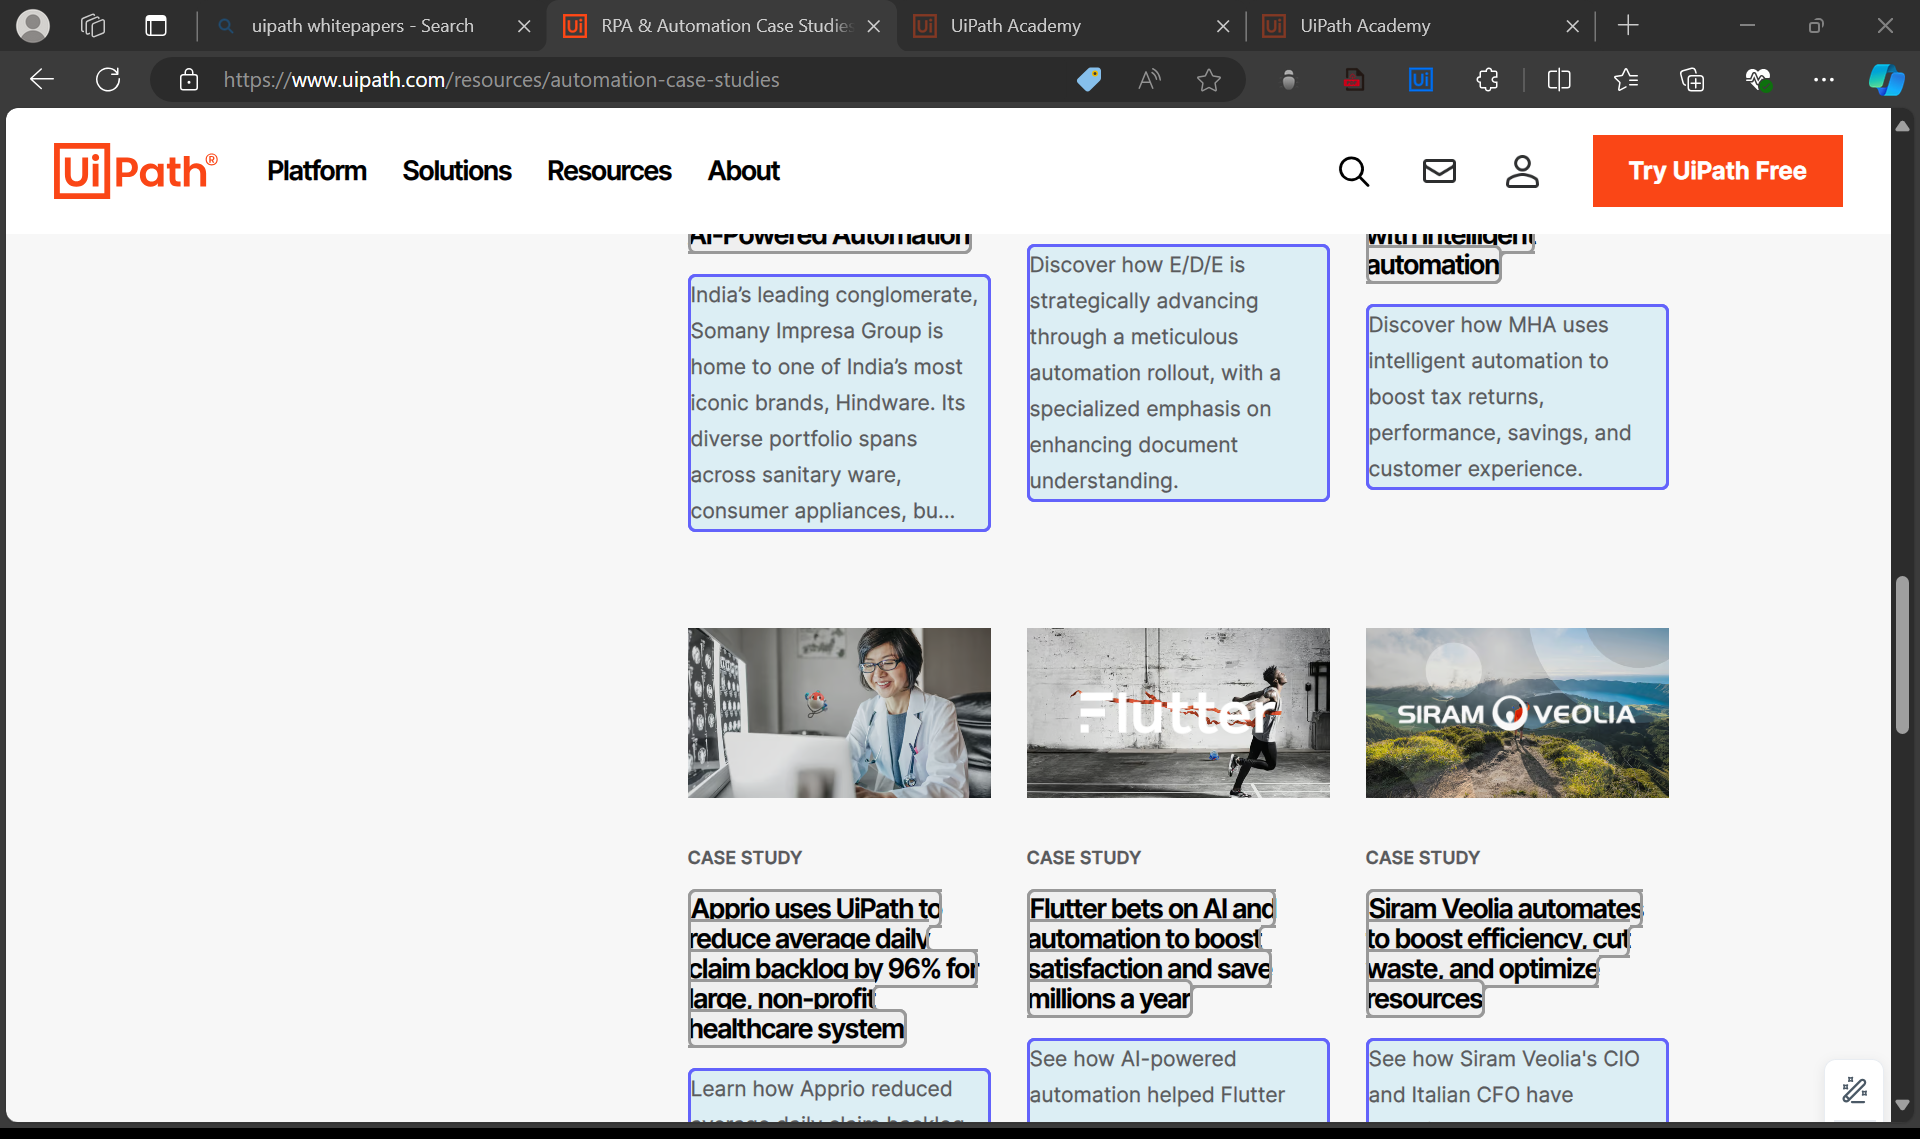 uipath whitepapers - Search
RPA & Automation Case Studies
UiPath Academy
UiPath Academy
https://www.uipath.com/resources/automation-case-studies
UiPath®
Platform
Solutions
Resources
About
Try UiPath Free
AI-Powered Automation
India's leading conglomerate,
Somany Impresa Group is
home to one of India's most
iconic brands, Hindware. Its
diverse portfolio spans
across sanitary ware,
consumer appliances, bu...
Discover how E/D/E is
strategically advancing
through a meticulous
automation rollout, with a
specialized emphasis on
enhancing document
understanding.
with intelligent
automation
Discover how MHA uses
intelligent automation to
boost tax returns,
performance, savings, and
customer experience.
Flutter
SIRAM VEOLIA
CASE STUDY
Apprio uses UiPath to
reduce average daily
claim backlog by 96% for
large, non-profit
healthcare system
Learn how Apprio reduced
average daily claim backlog
CASE STUDY
Flutter bets on AI and
automation to boost
satisfaction and save
millions a year
See how AI-powered
automation helped Flutter
CASE STUDY
Siram Veolia automates
to boost efficiency, cut
waste, and optimize
resources
See how Siram Veolia's CIO
and Italian CFO have